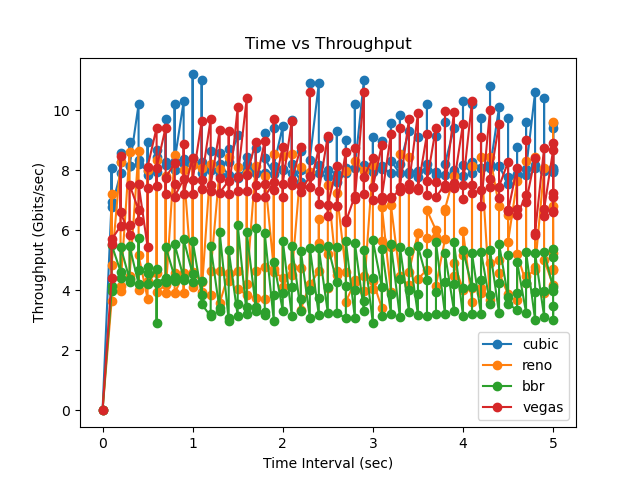 Time vs Throughput
Throughput (Gbits/sec)
10
8
6
4
2
0
0 1 2 3 4 5
Time Interval (sec)
cubic
reno
bbr
vegas